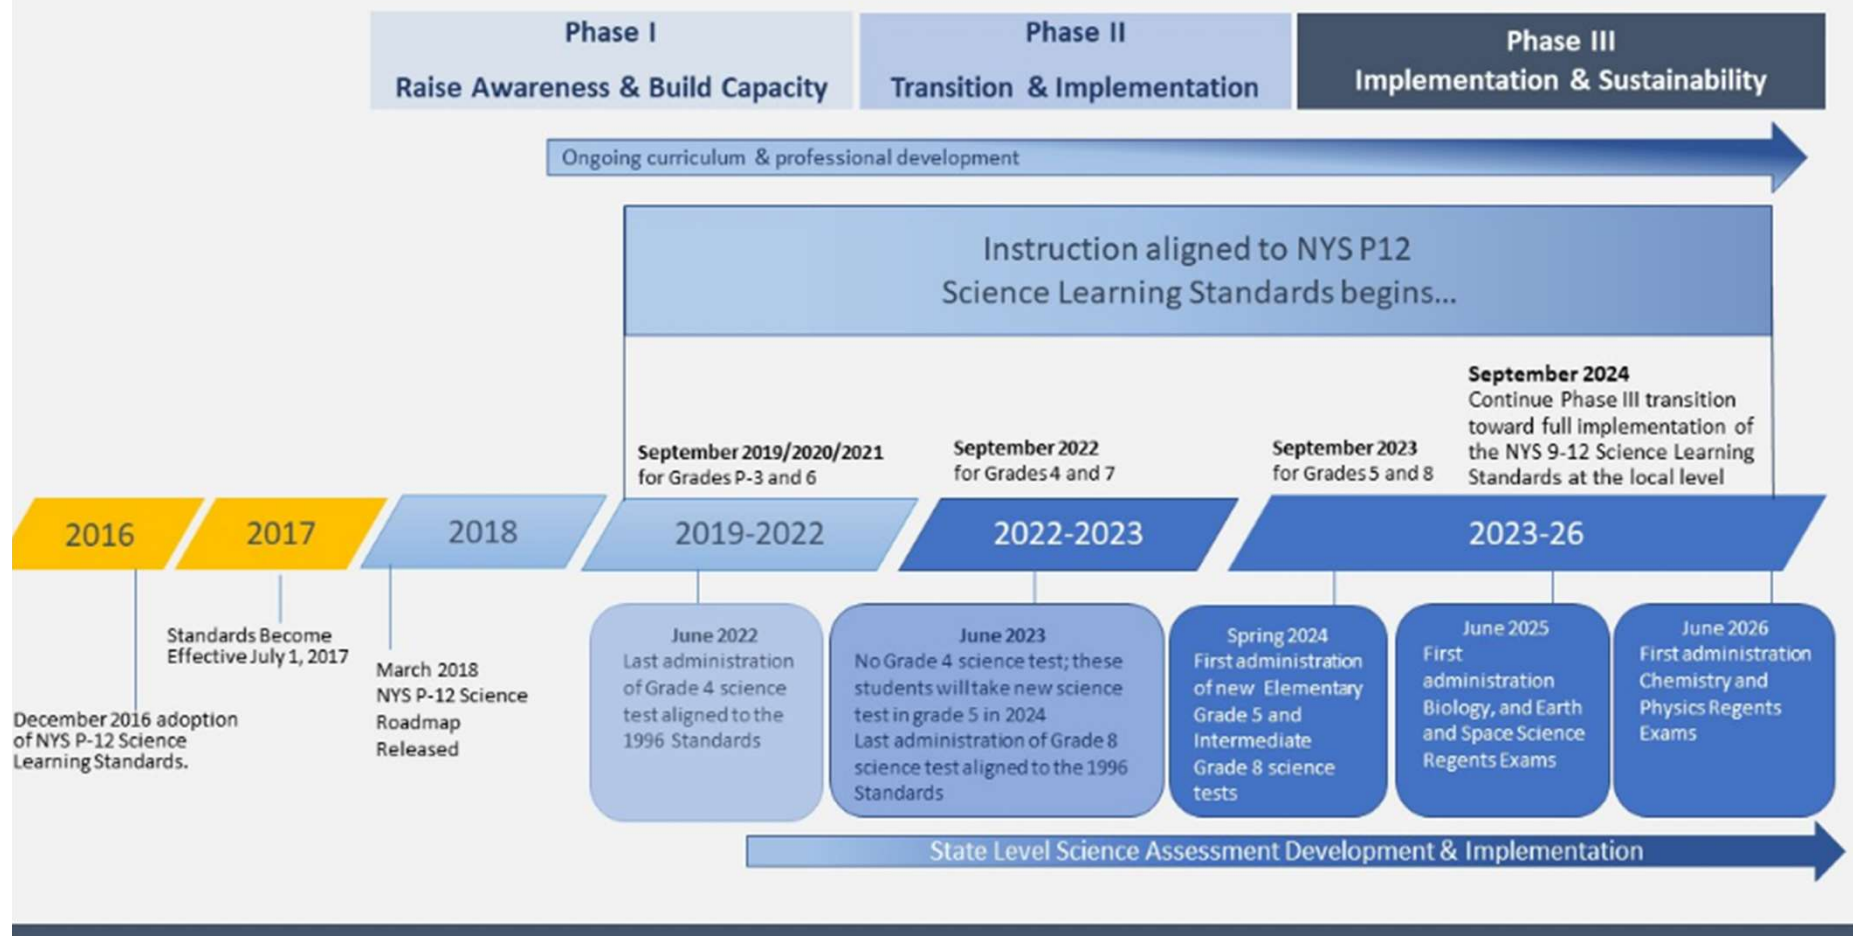 Phase I
Raise Awareness & Build Capacity
Phase II
Transition & Implementation
Phase III
Implementation & Sustainability
Ongoing curriculum & professional development
Instruction aligned to NYS P12
Science Learning Standards begins...
September 2019/2020/2021
for Grades P-3 and 6
September 2022
for Grades 4 and 7
September 2023
for Grades 5 and 8
September 2024
Continue Phase III transition
toward full implementation of
the NYS 9-12 Science Learning
Standards at the local level
2016
2017
2018
2019-2022
2022-2023
2023-26
December 2016 adoption
of NYS P-12 Science
Learning Standards.
Standards Become
Effective July 1, 2017
March 2018
NYS P-12 Science
Roadmap
Released
June 2022
Last administration
of Grade 4 science
test aligned to the
1996 Standards
June 2023
No Grade 4 science test; these
students will take new science
test in grade 5 in 2024
Last administration of Grade 8
science test aligned to the 1996
Standards
Spring 2024
First administration
of new Elementary
Grade 5 and
Intermediate
Grade 8 science
tests
June 2025
First
administration
Biology, and Earth
and Space Science
Regents Exams
June 2026
First administration
Chemistry and
Physics Regents
Exams
State Level Science Assessment Development & Implementation